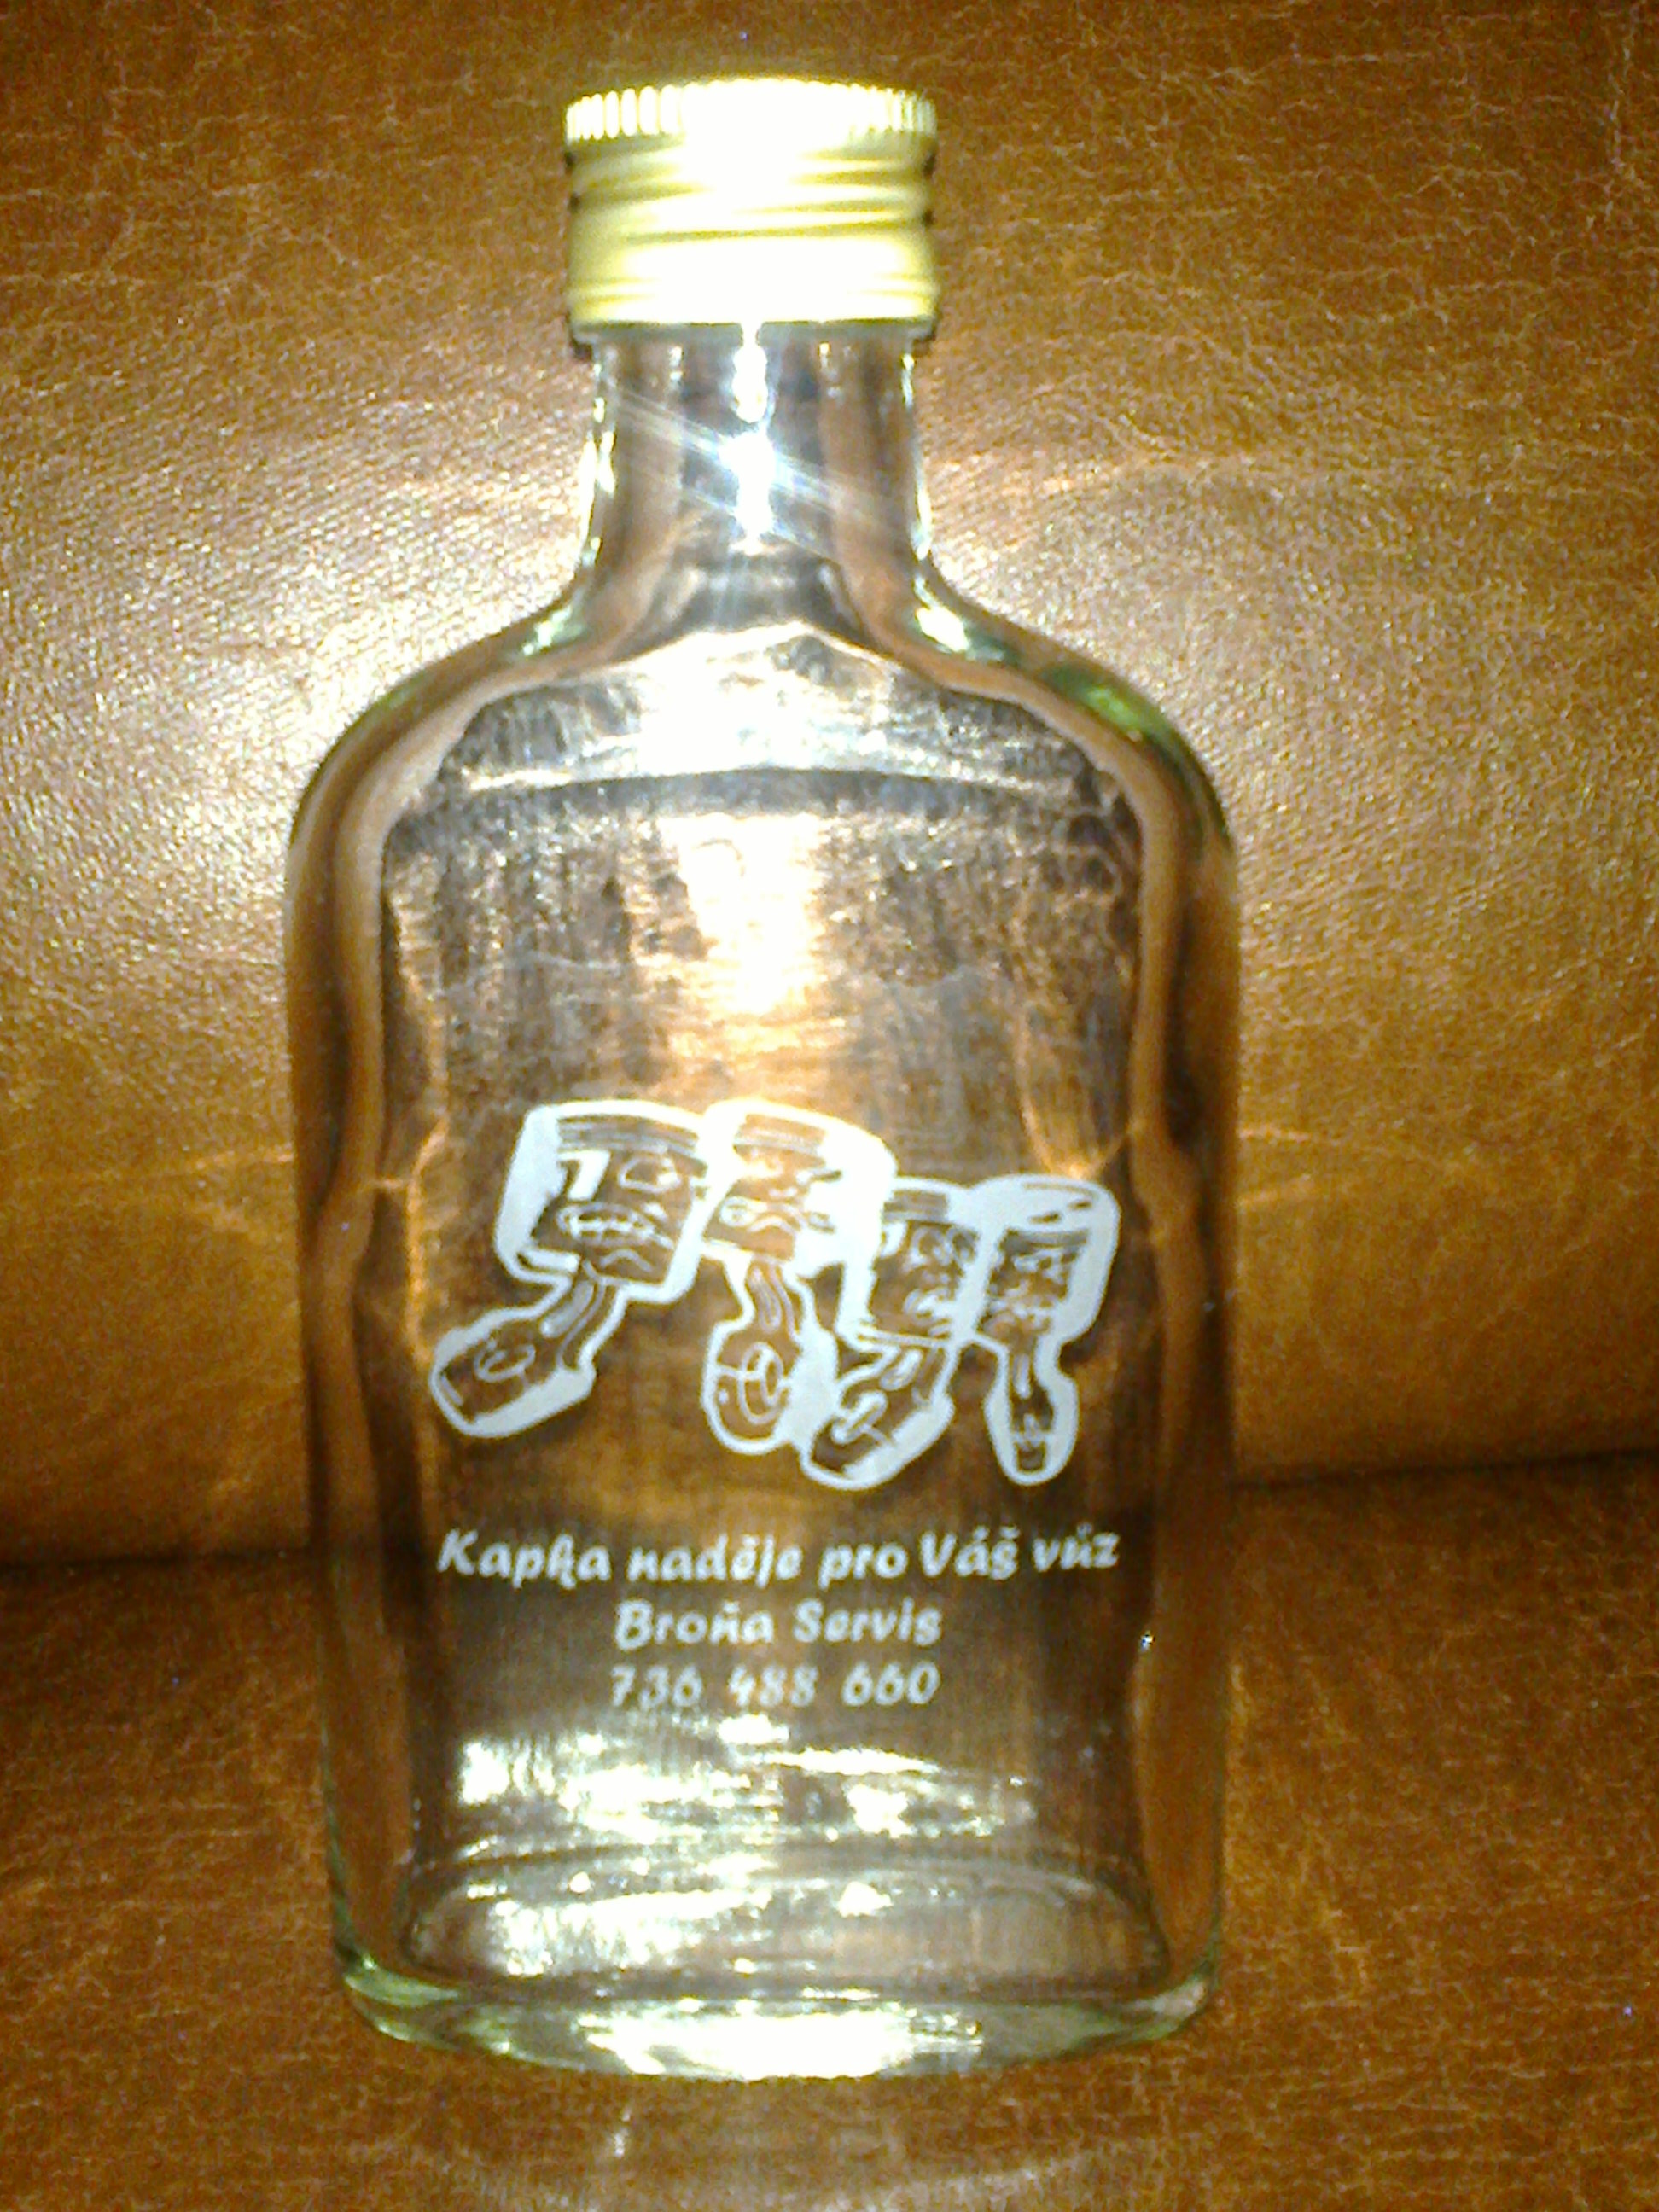 Kapka naděje pro Váš vůz
Broňa Servis
736 488 660